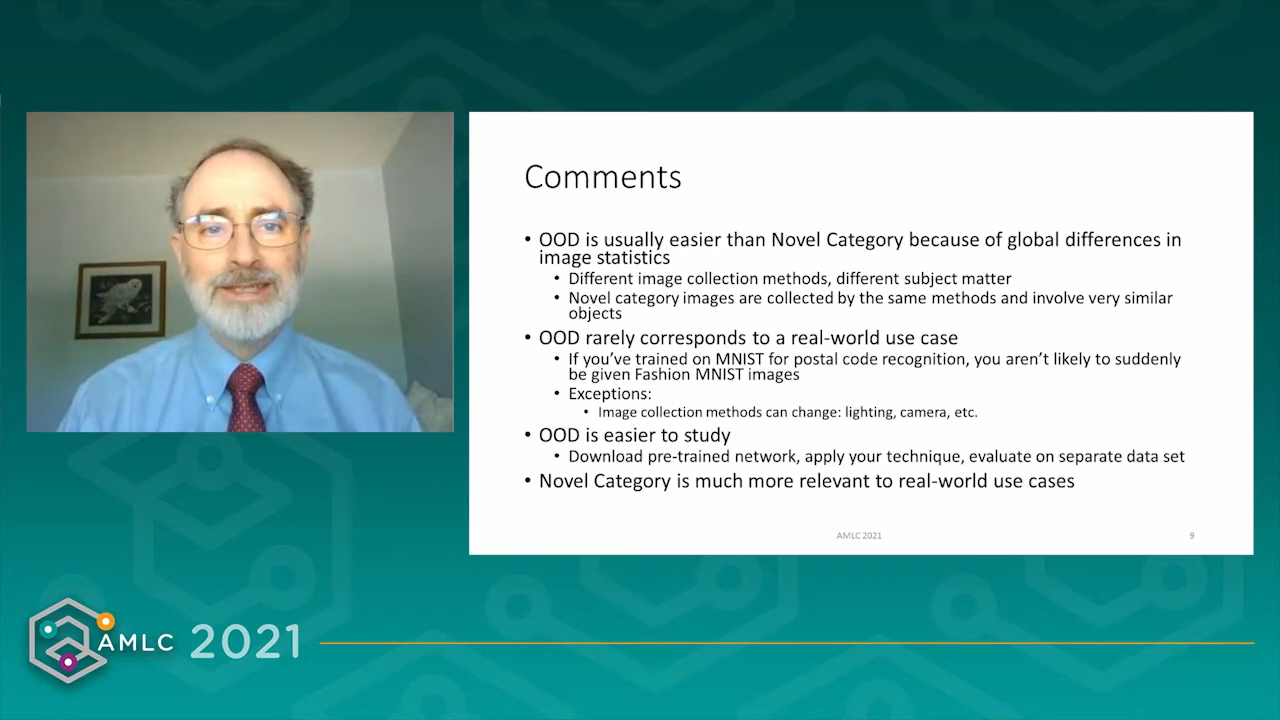 Comments
• OOD is usually easier than Novel Category because of global differences in
image statistics
• Different image collection methods, different subject matter
• Novel category images are collected by the same methods and involve very similar
objects
• OOD rarely corresponds to a real-world use case
• If you’ve trained on MNIST for postal code recognition, you aren’t likely to suddenly
be given Fashion MNIST images
• Exceptions:
• Image collection methods can change: lighting, camera, etc.
• OOD is easier to study
• Download pre-trained network, apply your technique, evaluate on separate data set
• Novel Category is much more relevant to real-world use cases
AMLC 2021
9
AMLC 2021